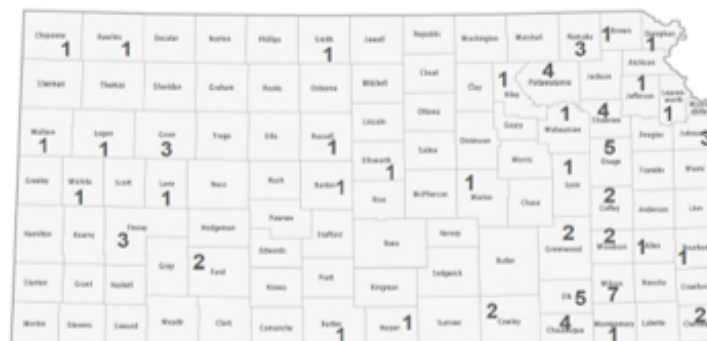 Cheyenne Rawlins Decatur Norton Phillips Smith Jewell Republic Washington Marshall Nemaha Brown Doniphan
1 1 1 3 1 1
Atchison
Sherman Thomas Sheridan Graham Rooks Osborne Mitchell Cloud Clay 1 Riley 4 Pottawatomie Jackson 1 Jefferson Leavenworth 1
Wallace Logan Gove Trego Ellis Russell Lincoln Ottawa 1 Wabaunsee 4 Shawnee Douglas Johnson
1 1 3 1 Geary 3
Ellsworth Saline Dickinson Morris 5 Osage Franklin Miami
1
Greeley Wichita Scott Lane Ness Rush Barton 1 Rice McPherson 1 Marion Chase 1 Lyon 2 Coffey Anderson Linn
1 1
Hamilton Kearny Finney Hodgeman Pawnee Stafford Reno Harvey Butler 2 Greenwood 2 Woodson 1 Allen Bourbon
3 1
Gray 2 Ford Edwards
Stanton Grant Haskell Kiowa Pratt Kingman Sedgwick Elk 5 Wilson Neosho Crawford
7
Morton Stevens Seward Meade Clark Comanche Barber Harper 1 Sumner 2 Cowley 4 Chautauqua Montgomery Labette 2 Cherokee
1 1